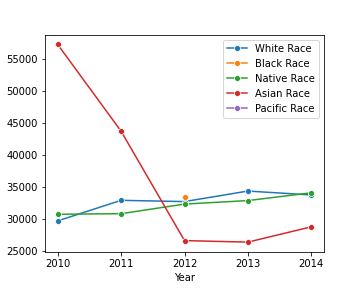 White Race
Black Race
Native Race
Asian Race
Pacific Race
55000
50000
45000
40000
35000
30000
25000
2010 2011 2012 2013 2014
Year